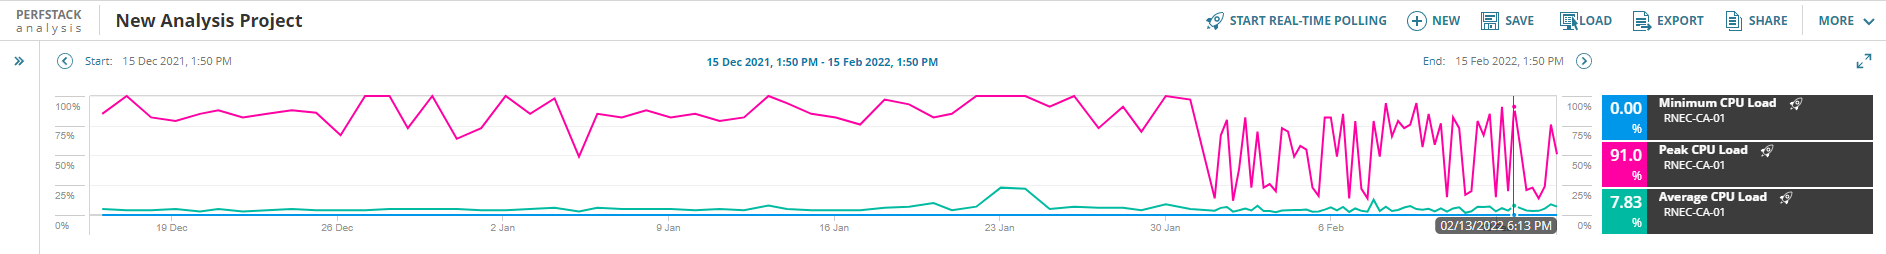 PERFSTACK
analysis
New Analysis Project
START REAL-TIME POLLING
NEW
SAVE
LOAD
EXPORT
SHARE
MORE
»
Start: 15 Dec 2021, 1:50 PM
15 Dec 2021, 1:50 PM - 15 Feb 2022, 1:50 PM
End: 15 Feb 2022, 1:50 PM
100%
75%
50%
25%
0%
100%
75%
50%
25%
0%
19 Dec
26 Dec
2 Jan
9 Jan
16 Jan
23 Jan
30 Jan
6 Feb
02/13/2022 6:13 PM
0.00 %
Minimum CPU Load
RNEC-CA-01
91.0 %
Peak CPU Load
RNEC-CA-01
7.83 %
Average CPU Load
RNEC-CA-01